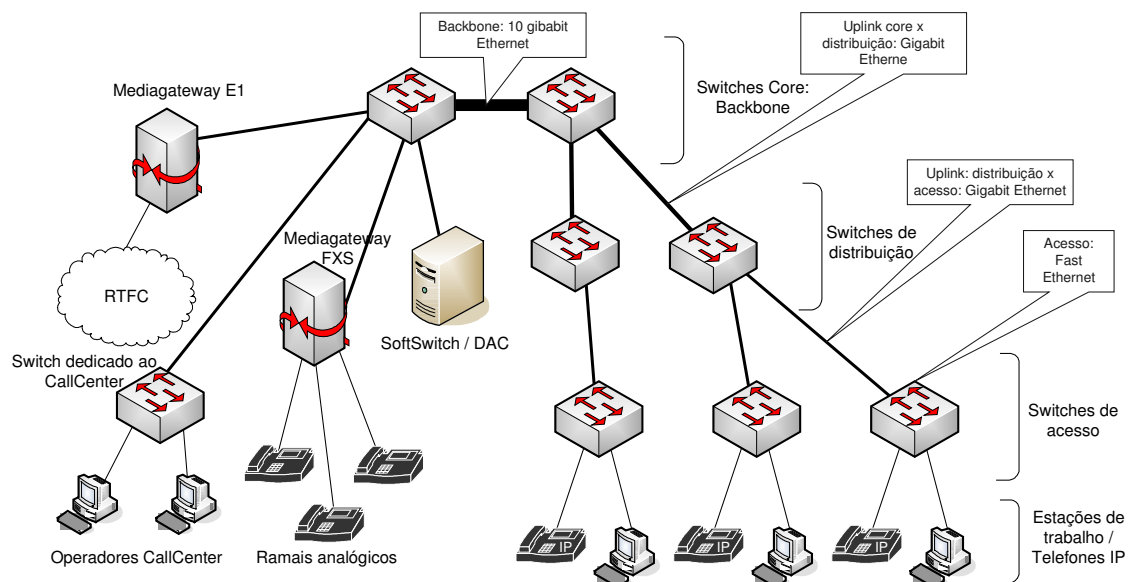 Backbone: 10 gibabit
Ethernet
Uplink core x
distribuição: Gigabit
Etherne
Switches Core:
Backbone
Mediagateway E1
Uplink: distribuição x
acesso: Gigabit Ethernet
Switches de
distribuição
Acesso:
Fast
Ethernet
Mediagateway
FXS
RTFC
SoftSwitch / DAC
Switch dedicado ao
CallCenter
Switches de
acesso
Operadores CallCenter
Ramais analógicos
IP
IP
IP
Estações de
trabalho /
Telefones IP